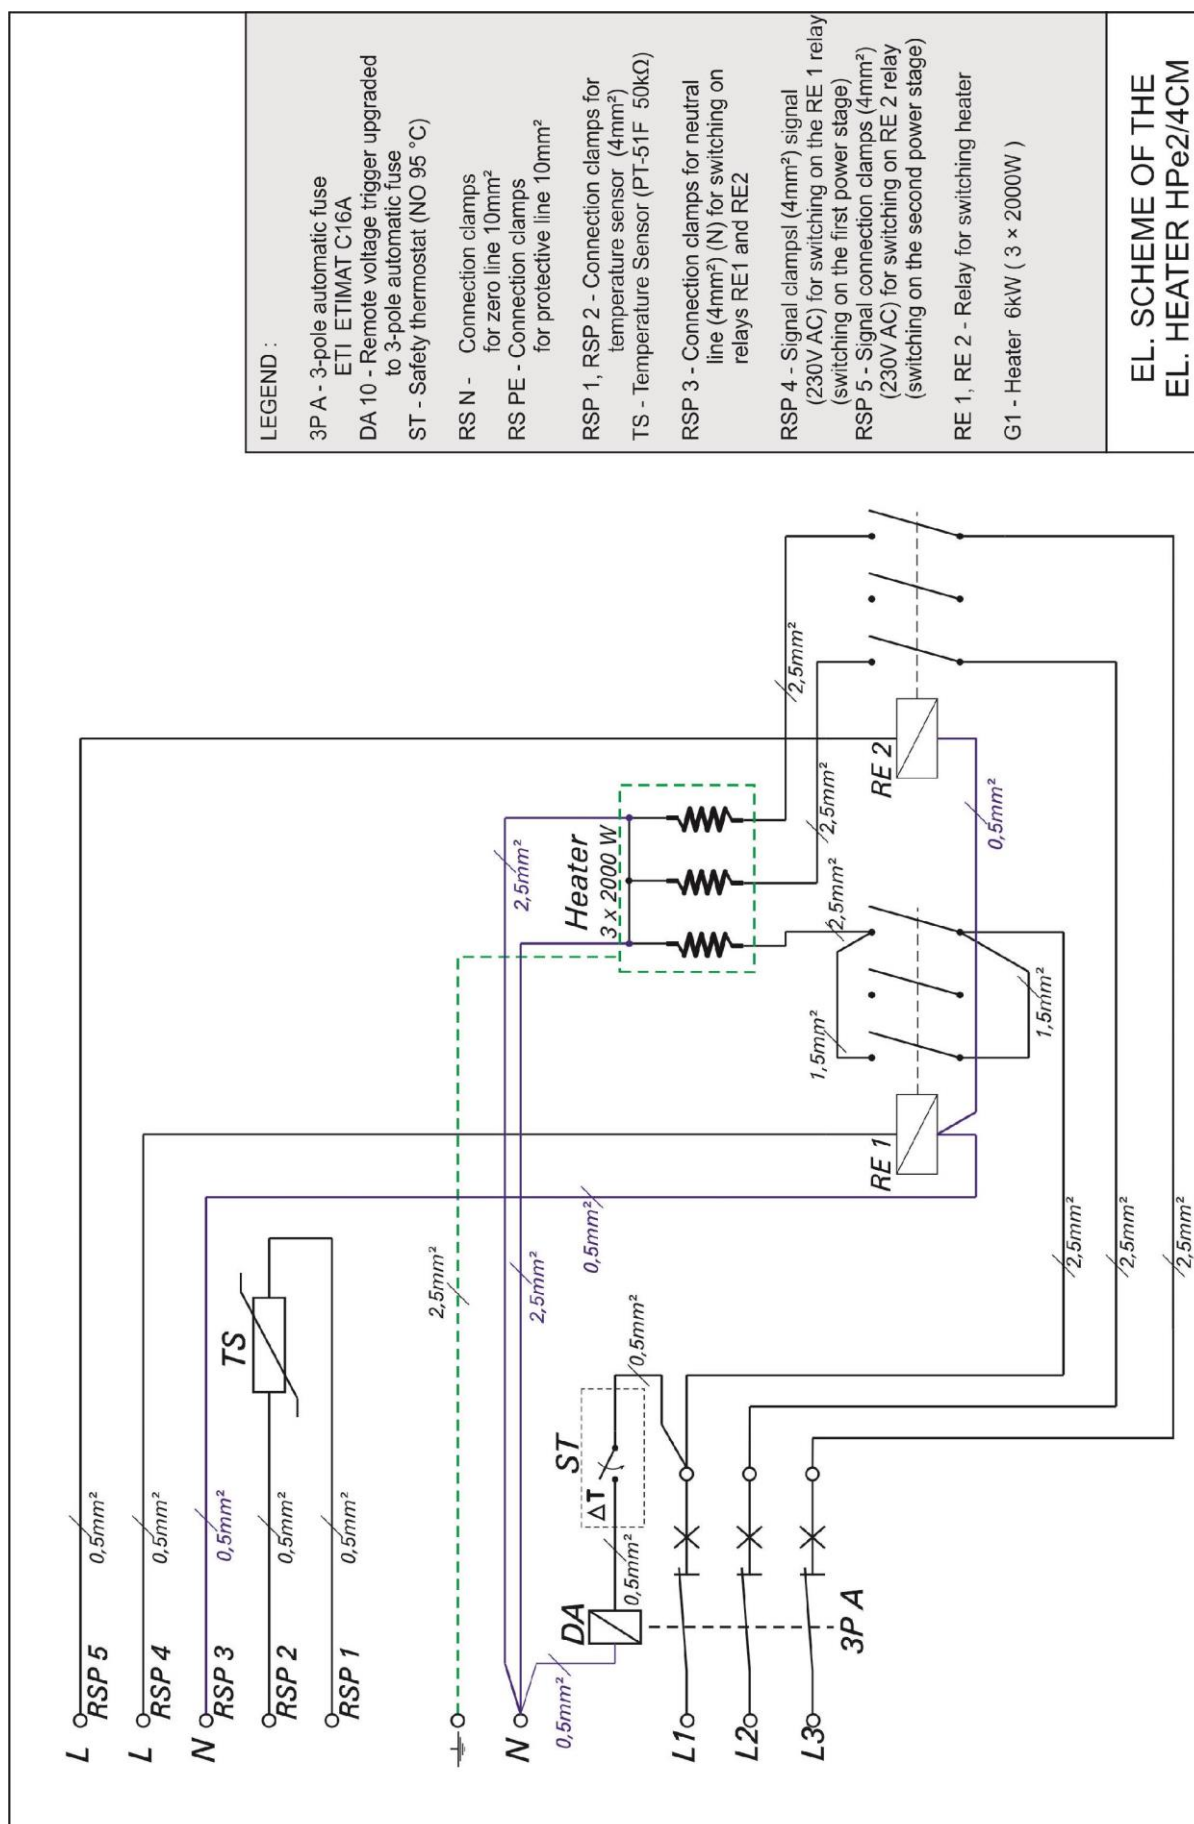 LEGEND :
3P A - 3-pole automatic fuse
ETI ETIMAT C16A
DA 10 - Remote voltage trigger upgraded
to 3-pole automatic fuse
ST - Safety thermostat (NO 95 °C)
RS N - Connection clamps
for zero line 10mm²
RS PE - Connection clamps
for protective line 10mm²
RSP 1, RSP 2 - Connection clamps for
temperature sensor (4mm²)
TS - Temperature Sensor (PT-51F 50kΩ)
RSP 3 - Connection clamps for neutral
line (4mm²) (N) for switching on
relays RE1 and RE2
RSP 4 - Signal clampsl (4mm²) signal
(230V AC) for switching on the RE 1 relay
(switching on the first power stage)
RSP 5 - Signal connection clamps (4mm²)
(230V AC) for switching on RE 2 relay
(switching on the second power stage)
RE 1, RE 2 - Relay for switching heater
G1 - Heater 6kW ( 3 × 2000W )
EL. SCHEME OF THE
EL. HEATER HPe2/4CM
L
RSP 5
0,5mm²
L
RSP 4
0,5mm²
N
RSP 3
0,5mm²
RSP 2
0,5mm²
RSP 1
0,5mm²
TS
2,5mm²
N
2,5mm²
2,5mm²
0,5mm²
0,5mm²
Heater
3 x 2000 W
DA
0,5mm²
ΔT
ST
0,5mm²
L1
L2
L3
3P A
RE 1
1,5mm²
2,5mm²
1,5mm²
2,5mm²
2,5mm²
RE 2
0,5mm²
2,5mm²
2,5mm²
2,5mm²